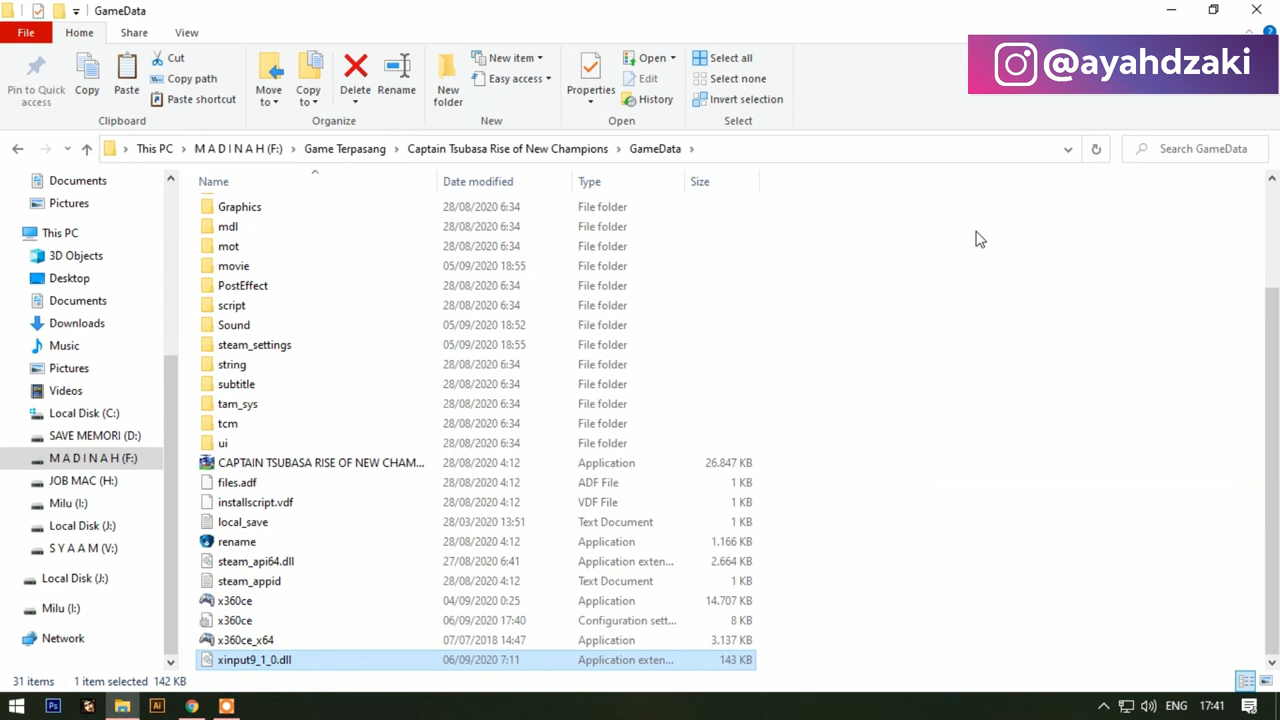 GameData
File Home Share View
@ayahdzaki
Pin to Quick access
Copy
Paste
Cut
Copy path
Paste shortcut
Clipboard
Move to
Copy to
Delete
Rename
Organize
New folder
New item
Easy access
New
Properties
Open
Edit
History
Open
Select all
Select none
Invert selection
Select
This PC M A D I N A H (F:) Game Terpasang Captain Tsubasa Rise of New Champions GameData
Search GameData
Documents
Pictures
This PC
3D Objects
Desktop
Documents
Downloads
Music
Pictures
Videos
Local Disk (C:)
SAVE MEMORI (D:)
M A D I N A H (F:)
JOB MAC (H:)
Milu (I:)
Local Disk (J:)
S Y A A M (V:)
Local Disk (J:)
Milu (I:)
Network
Name Date modified Type Size
Graphics 28/08/2020 6:34 File folder
mdl 28/08/2020 6:34 File folder
mot 28/08/2020 6:34 File folder
movie 05/09/2020 18:55 File folder
PostEffect 28/08/2020 6:34 File folder
script 28/08/2020 6:34 File folder
Sound 05/09/2020 18:52 File folder
steam_settings 05/09/2020 18:55 File folder
string 28/08/2020 6:34 File folder
subtitle 28/08/2020 6:34 File folder
tam_sys 28/08/2020 6:34 File folder
tcm 28/08/2020 6:34 File folder
ui 28/08/2020 6:34 File folder
CAPTAIN TSUBASA RISE OF NEW CHAM... 28/08/2020 4:12 Application 26.847 KB
files.adf 28/08/2020 4:12 ADF File 1 KB
installscript.vdf 28/08/2020 4:12 VDF File 1 KB
local_save 28/03/2020 13:51 Text Document 1 KB
rename 28/08/2020 4:12 Application 1.166 KB
steam_api64.dll 27/08/2020 6:41 Application exten... 2.664 KB
steam_appid 28/08/2020 4:12 Text Document 1 KB
x360ce 04/09/2020 0:25 Application 14.707 KB
x360ce 06/09/2020 17:40 Configuration sett... 8 KB
x360ce_x64 07/07/2018 14:47 Application 3.137 KB
xinput9_1_0.dll 06/09/2020 7:11 Application exten... 143 KB
31 items 1 item selected 142 KB
Ps Ai ENG 17:41